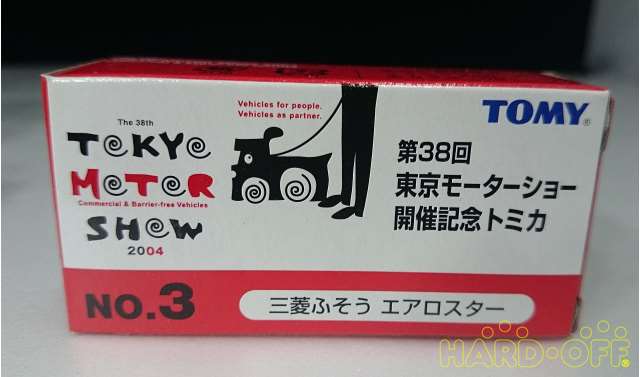 The 38th
TOKYO
MOTOR
Commercial & Barrier-free Vehicles
SHOW
2004
Vehicles for people.
Vehicles as partner.
TOMY®
第38回
東京モーターショー
開催記念トミカ
NO.3
三菱ふそう エアロスター
HARD・OFF®